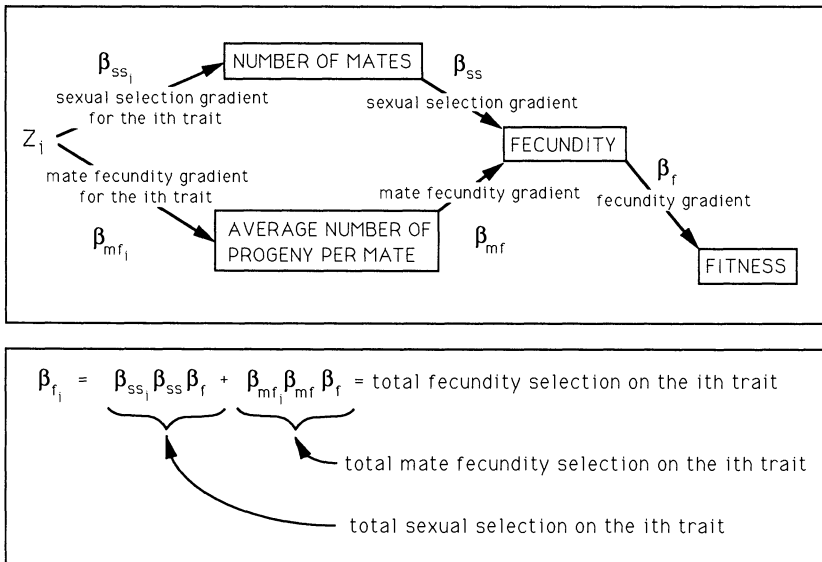 β_ss_i
NUMBER OF MATES
β_ss
sexual selection gradient
for the ith trait
sexual selection gradient
Z_i
FECUNDITY
mate fecundity gradient
for the ith trait
mate fecundity gradient
β_f
fecundity gradient
β_mf_i
AVERAGE NUMBER OF
PROGENY PER MATE
β_mf
FITNESS
β_f_i = β_ss_i β_ss β_f + β_mf_i β_mf β_f = total fecundity selection on the ith trait
total mate fecundity selection on the ith trait
total sexual selection on the ith trait